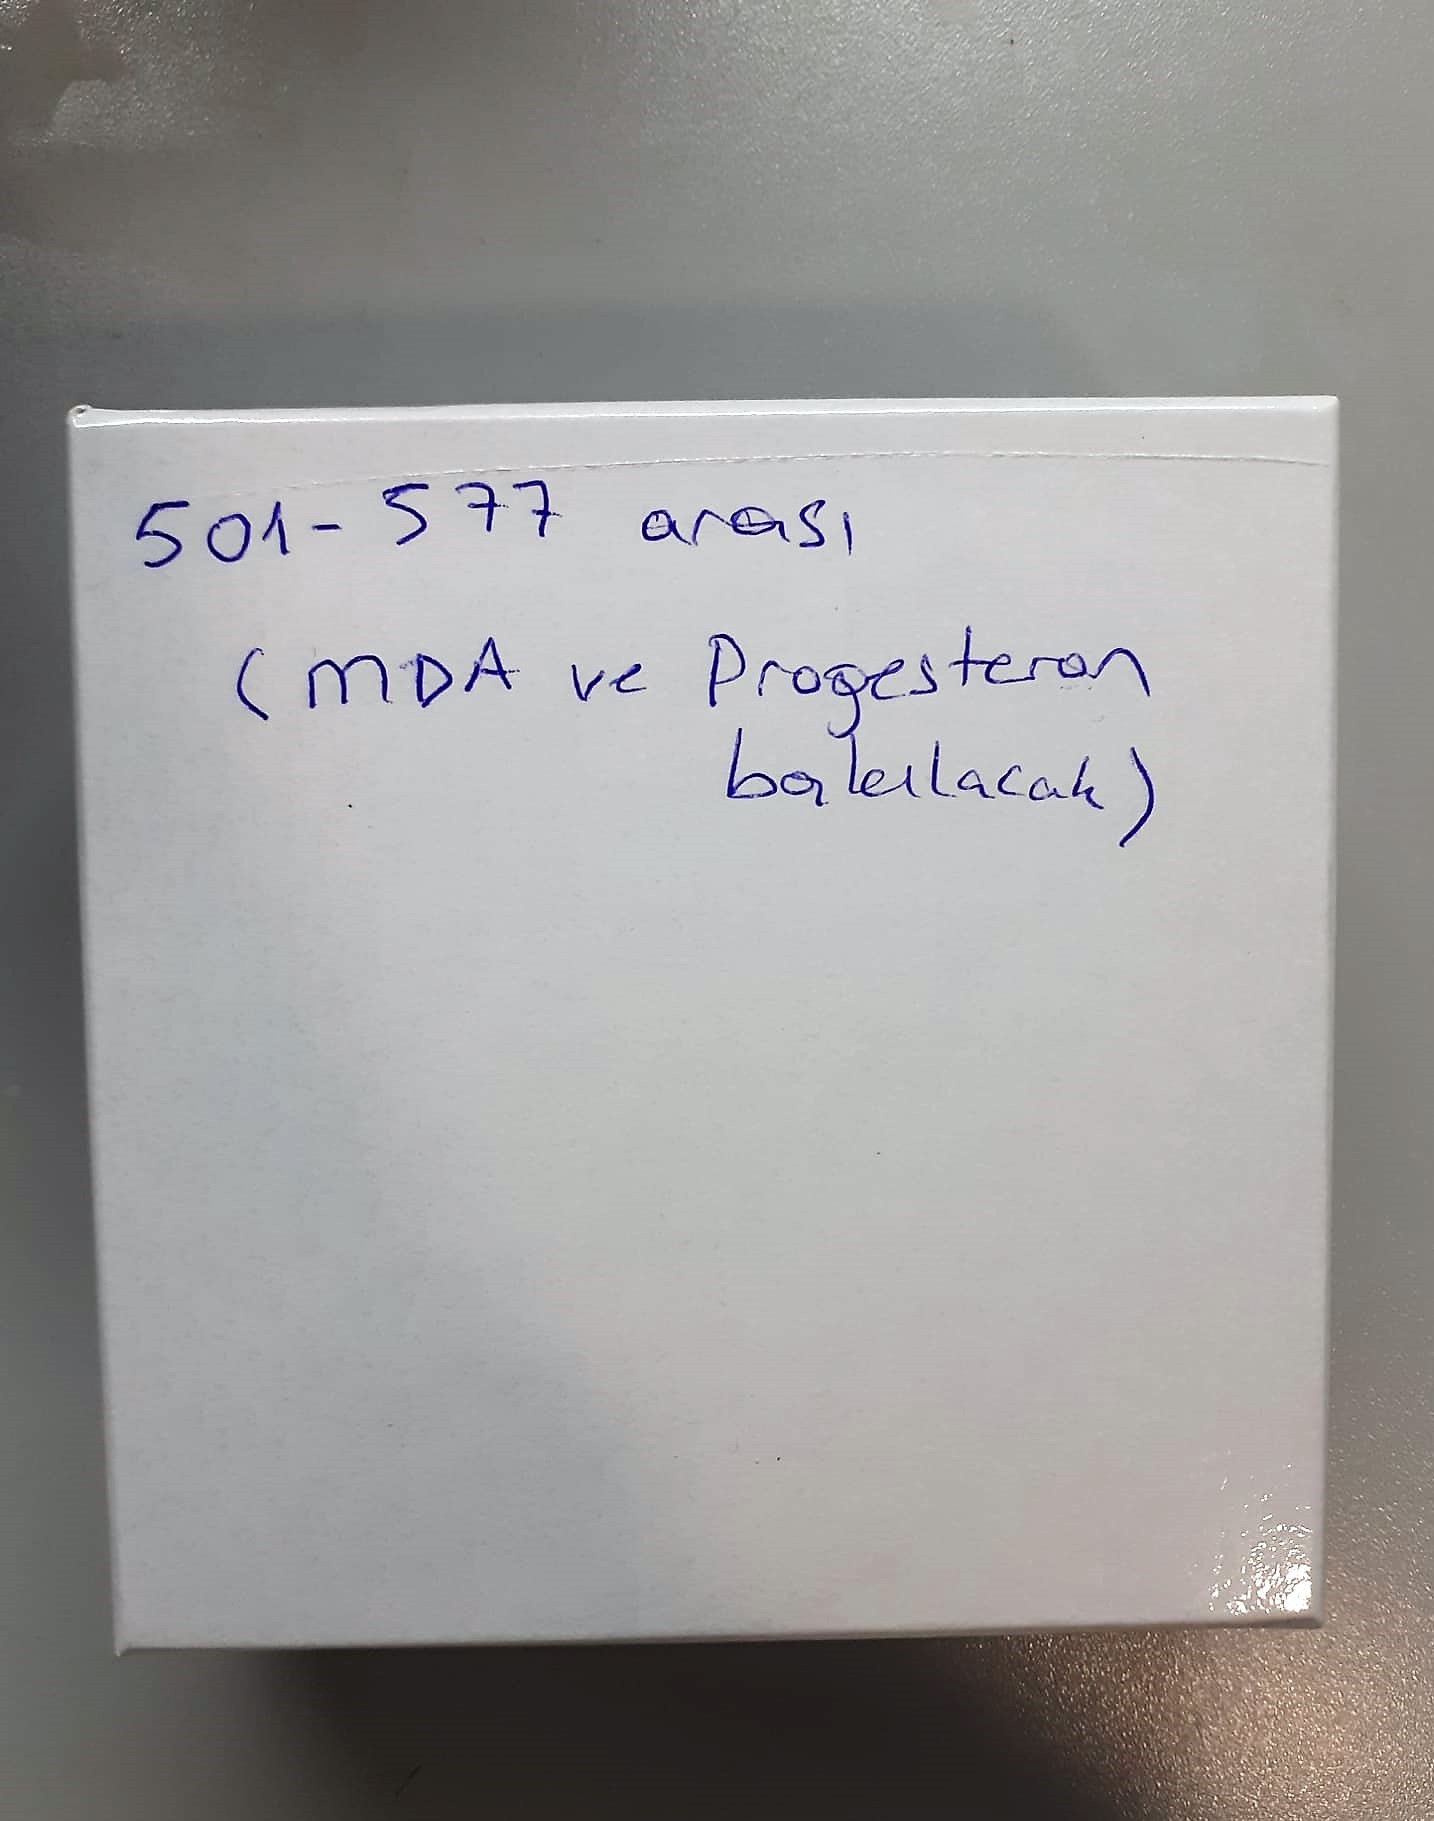 501-577 arası
(MDA ve Progesteron
bakılacak)